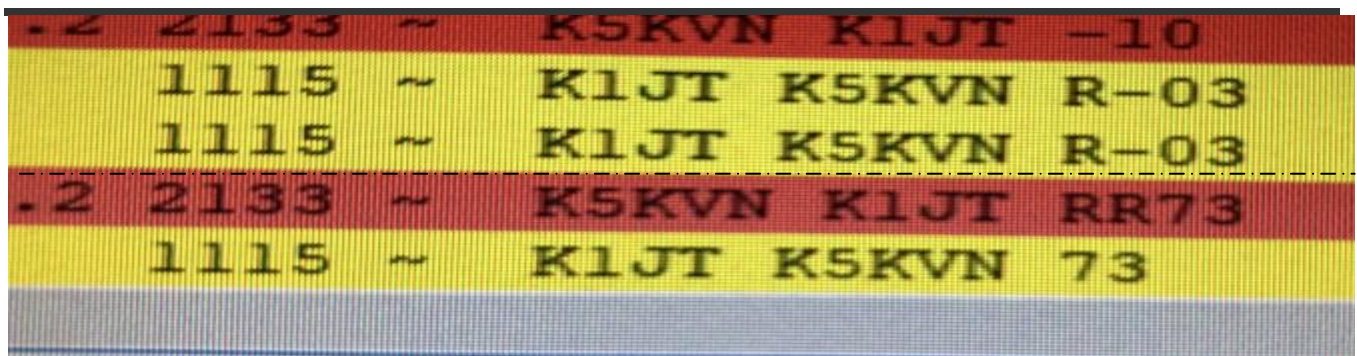 .2 2133 ~ K5KVN K1JT -10
1115 ~ K1JT K5KVN R-03
1115 ~ K1JT K5KVN R-03
.2 2133 ~ K5KVN K1JT RR73
1115 ~ K1JT K5KVN 73